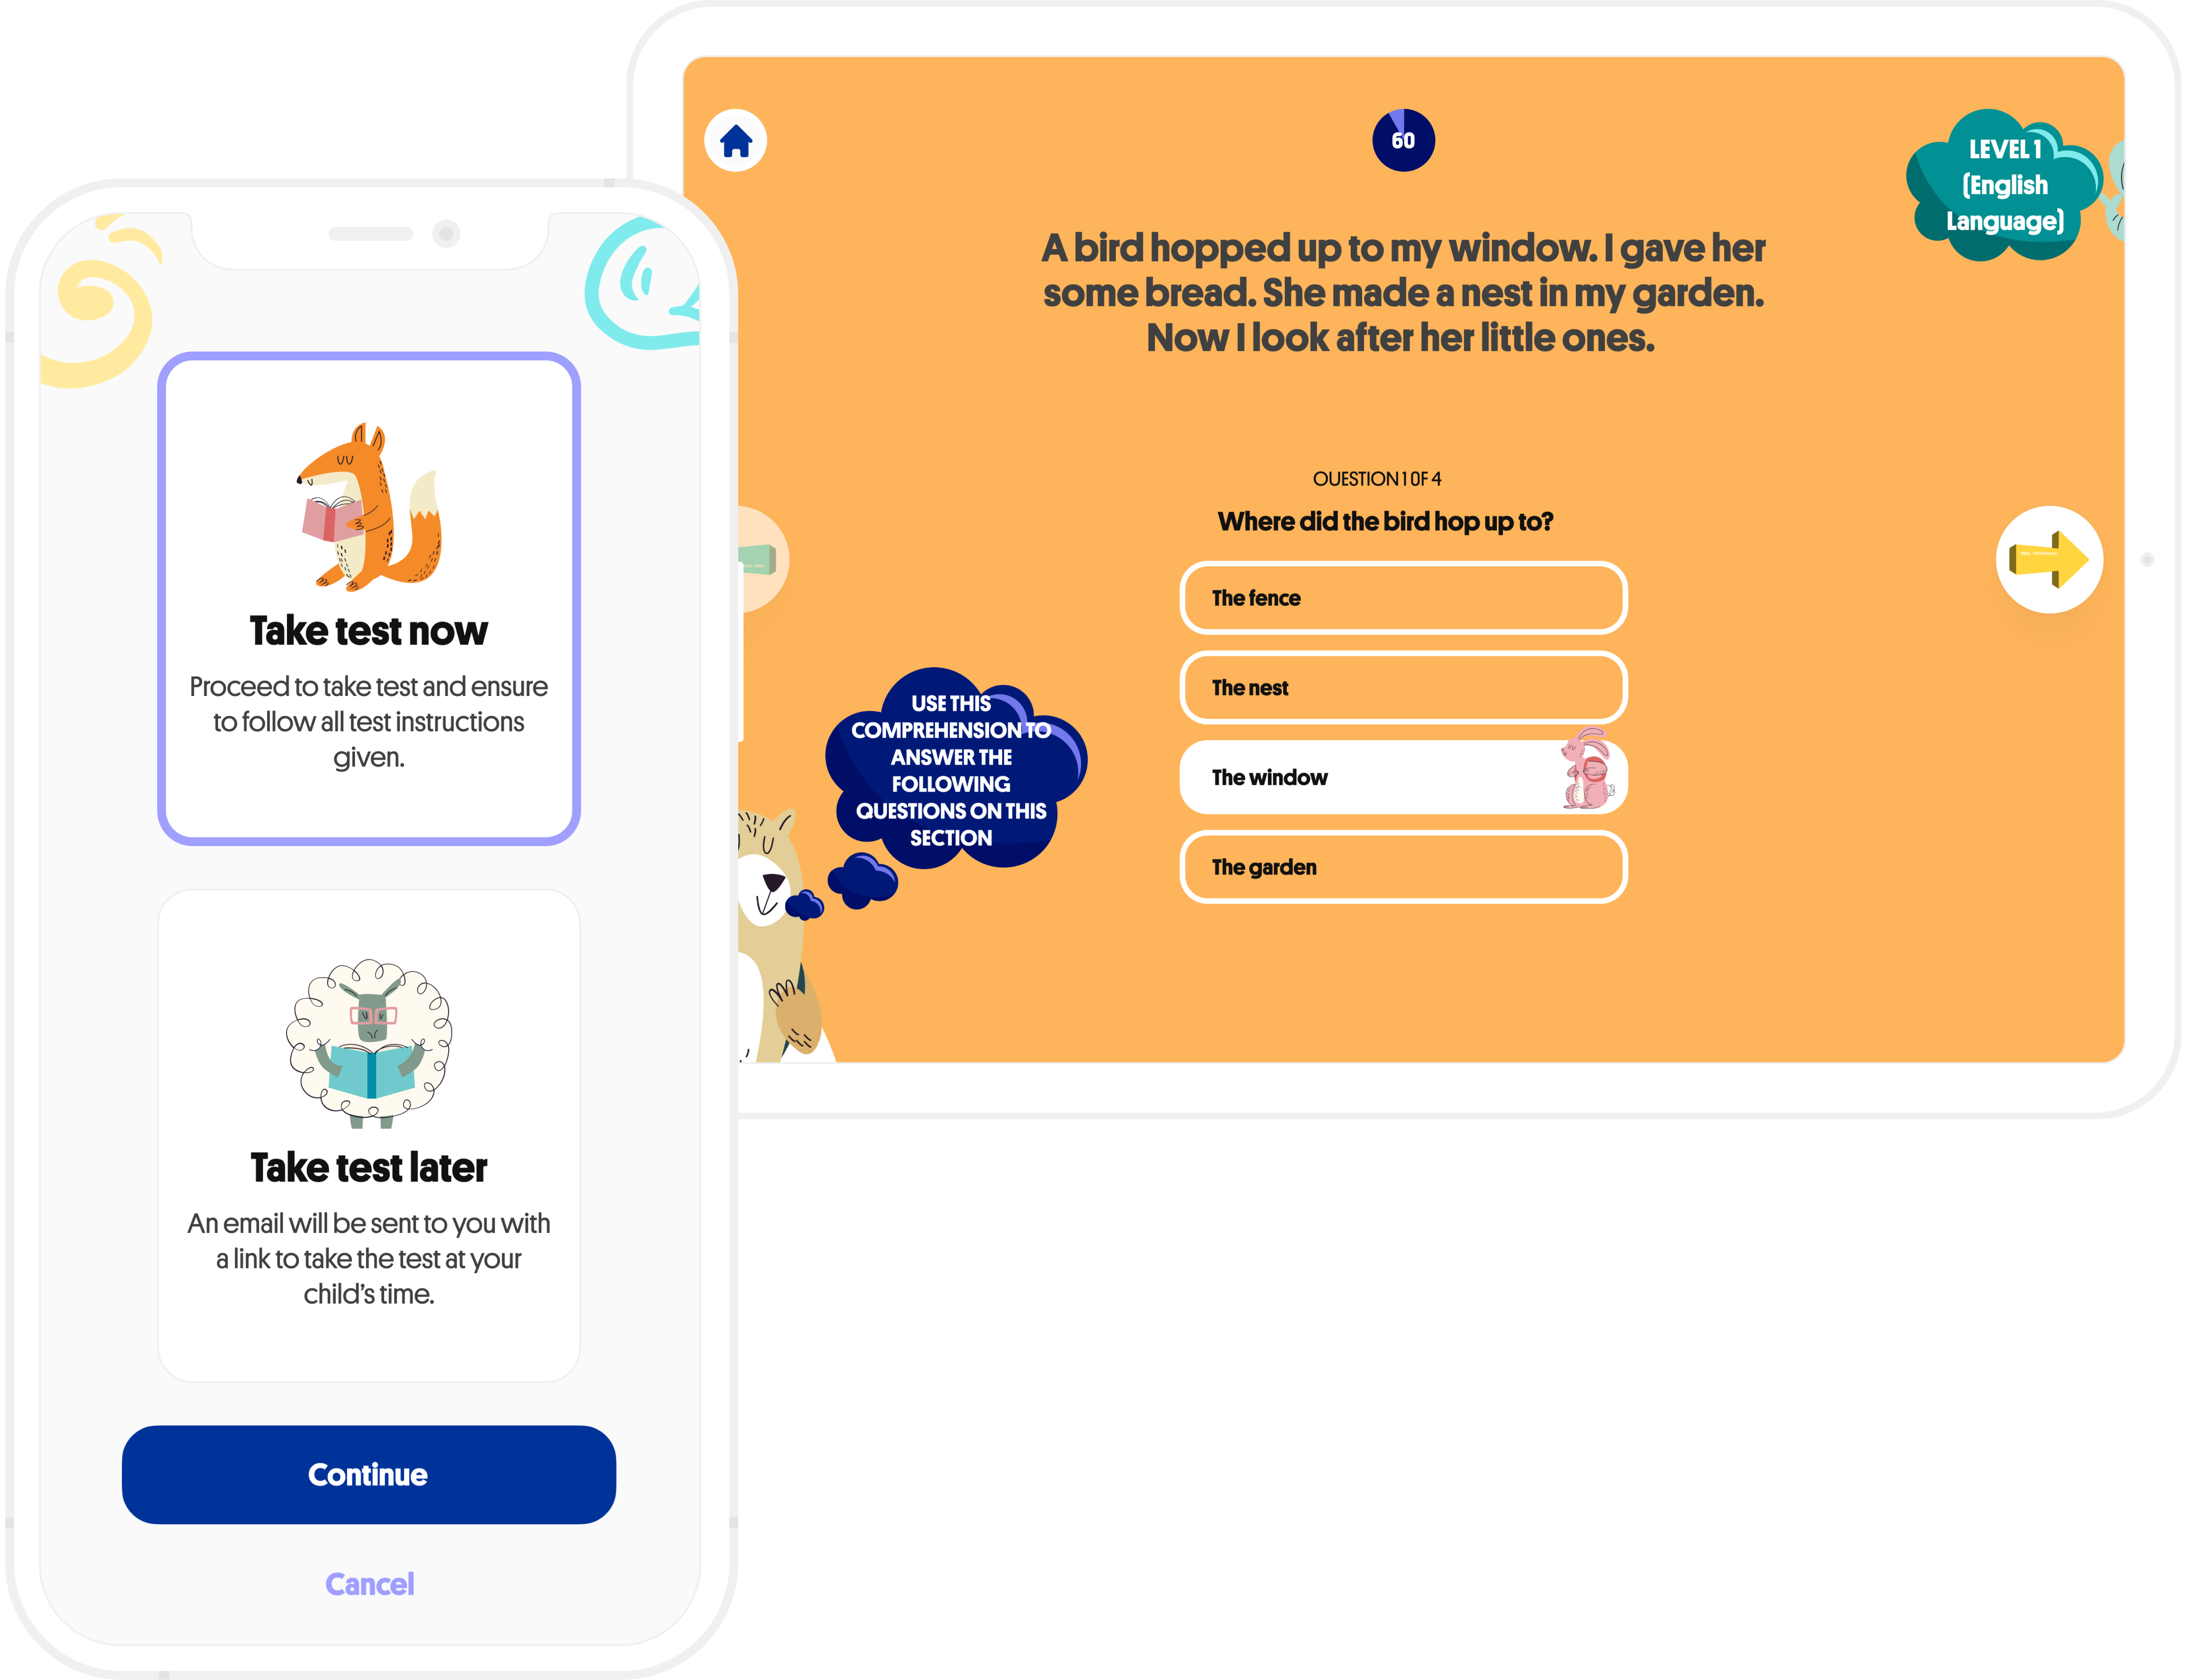 Take test now
Proceed to take test and ensure
to follow all test instructions
given.
Take test later
An email will be sent to you with
a link to take the test at your
child's time.
Continue
Cancel
60
LEVEL 1
(English
Language)
A bird hopped up to my window. I gave her
some bread. She made a nest in my garden.
Now I look after her little ones.
QUESTION 1 OF 4
Where did the bird hop up to?
The fence
The nest
The window
The garden
USE THIS
COMPREHENSION TO
ANSWER THE
FOLLOWING
QUESTIONS ON THIS
SECTION